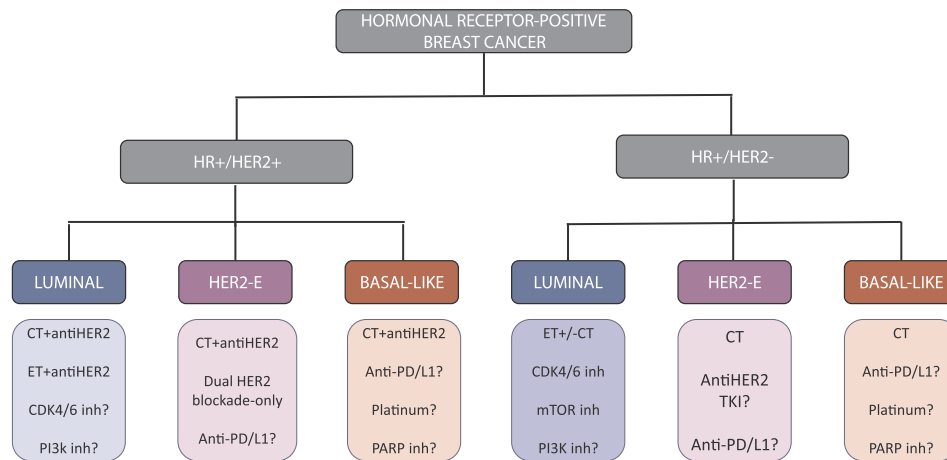 HORMONAL RECEPTOR-POSITIVE
BREAST CANCER
HR+/HER2+
HR+/HER2-
LUMINAL
HER2-E
BASAL-LIKE
LUMINAL
HER2-E
BASAL-LIKE
CT+antiHER2
ET+antiHER2
CDK4/6 inh?
PI3k inh?
CT+antiHER2
Dual HER2
blockade-only
Anti-PD/L1?
CT+antiHER2
Anti-PD/L1?
Platinum?
PARP inh?
ET+/-CT
CDK4/6 inh
mTOR inh
PI3K inh?
CT
AntiHER2
TKI?
Anti-PD/L1?
CT
Anti-PD/L1?
Platinum?
PARP inh?